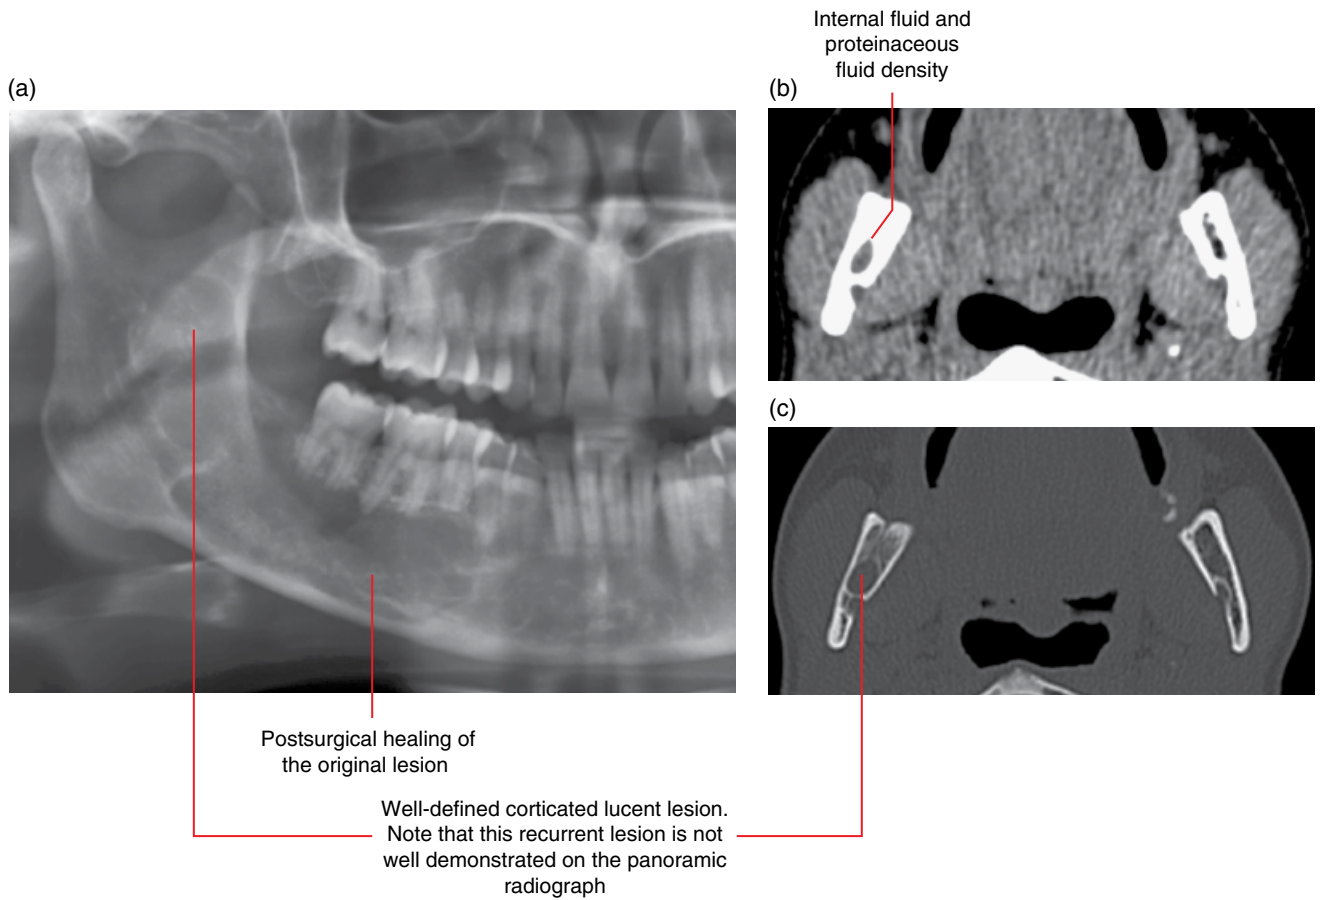 Internal fluid and
proteinaceous
fluid density
(a)
(b)
(c)
Postsurgical healing of
the original lesion
Well-defined corticated lucent lesion.
Note that this recurrent lesion is not
well demonstrated on the panoramic
radiograph